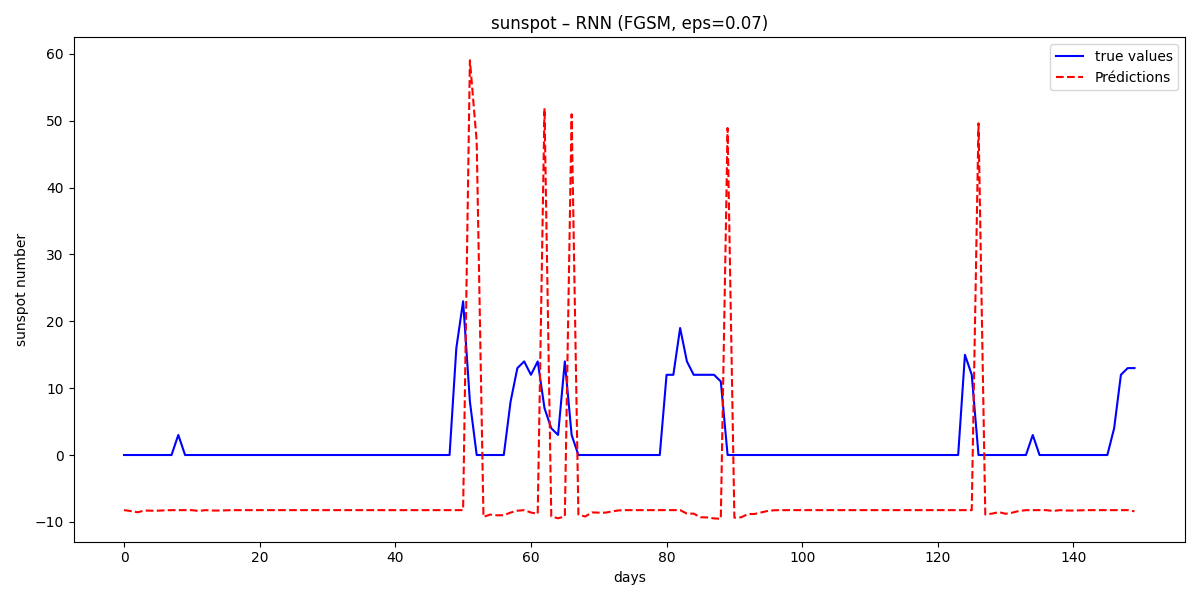 sunspot – RNN (FGSM, eps=0.07)
true values
Prédictions
sunspot number
60
50
40
30
20
10
0
−10
0 20 40 60 80 100 120 140
days